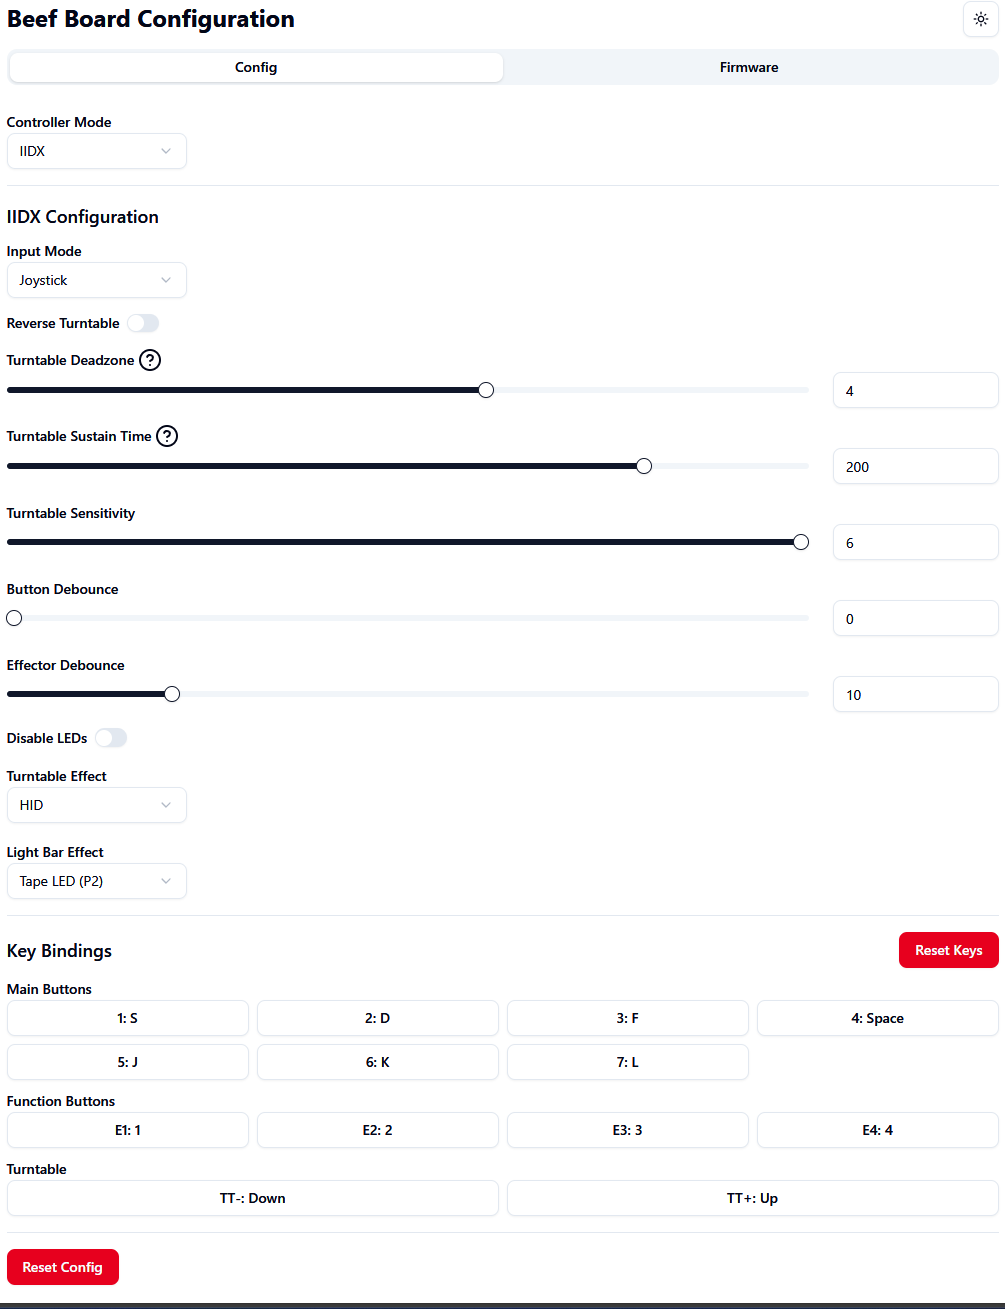 Beef Board Configuration
Config
Firmware
Controller Mode
IIDX
IIDX Configuration
Input Mode
Joystick
Reverse Turntable
Turntable Deadzone ?
4
Turntable Sustain Time ?
200
Turntable Sensitivity
6
Button Debounce
0
Effector Debounce
10
Disable LEDs
Turntable Effect
HID
Light Bar Effect
Tape LED (P2)
Key Bindings
Reset Keys
Main Buttons
1: S
2: D
3: F
4: Space
5: J
6: K
7: L
Function Buttons
E1: 1
E2: 2
E3: 3
E4: 4
Turntable
TT-: Down
TT+: Up
Reset Config